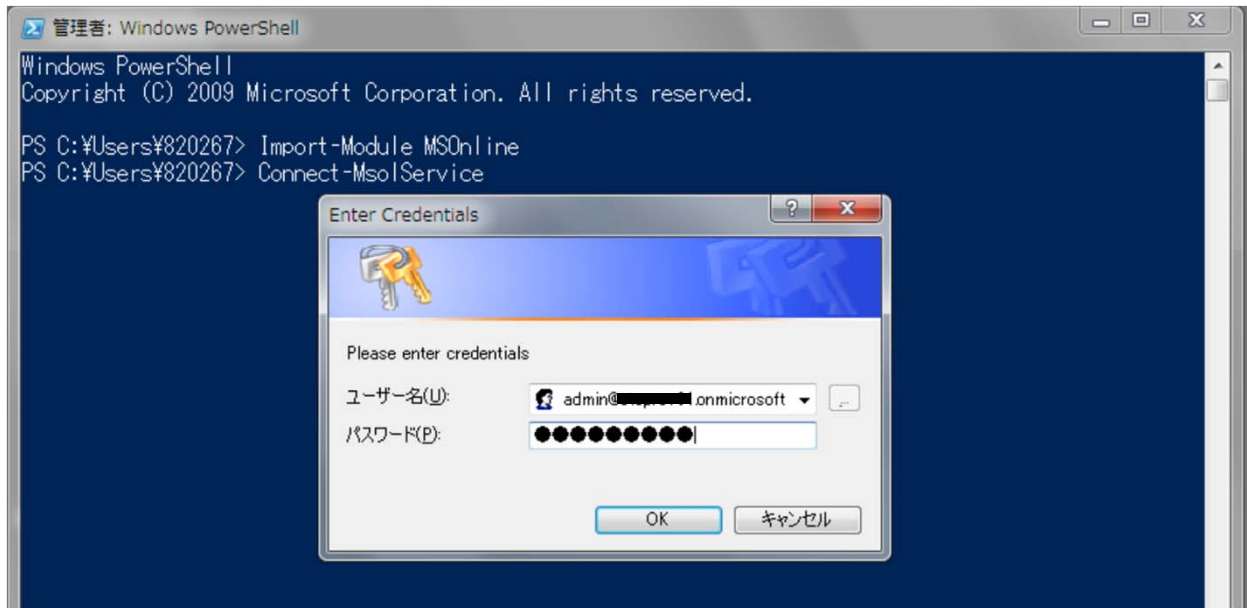 管理者: Windows PowerShell
Windows PowerShell
Copyright (C) 2009 Microsoft Corporation. All rights reserved.
PS C:¥Users¥820267> Import-Module MSOnline
PS C:¥Users¥820267> Connect-MsolService
Enter Credentials
Please enter credentials
ユーザー名(U):
admin@ .onmicrosoft
...
パスワード(P):
●●●●●●●●●
OK
キャンセル